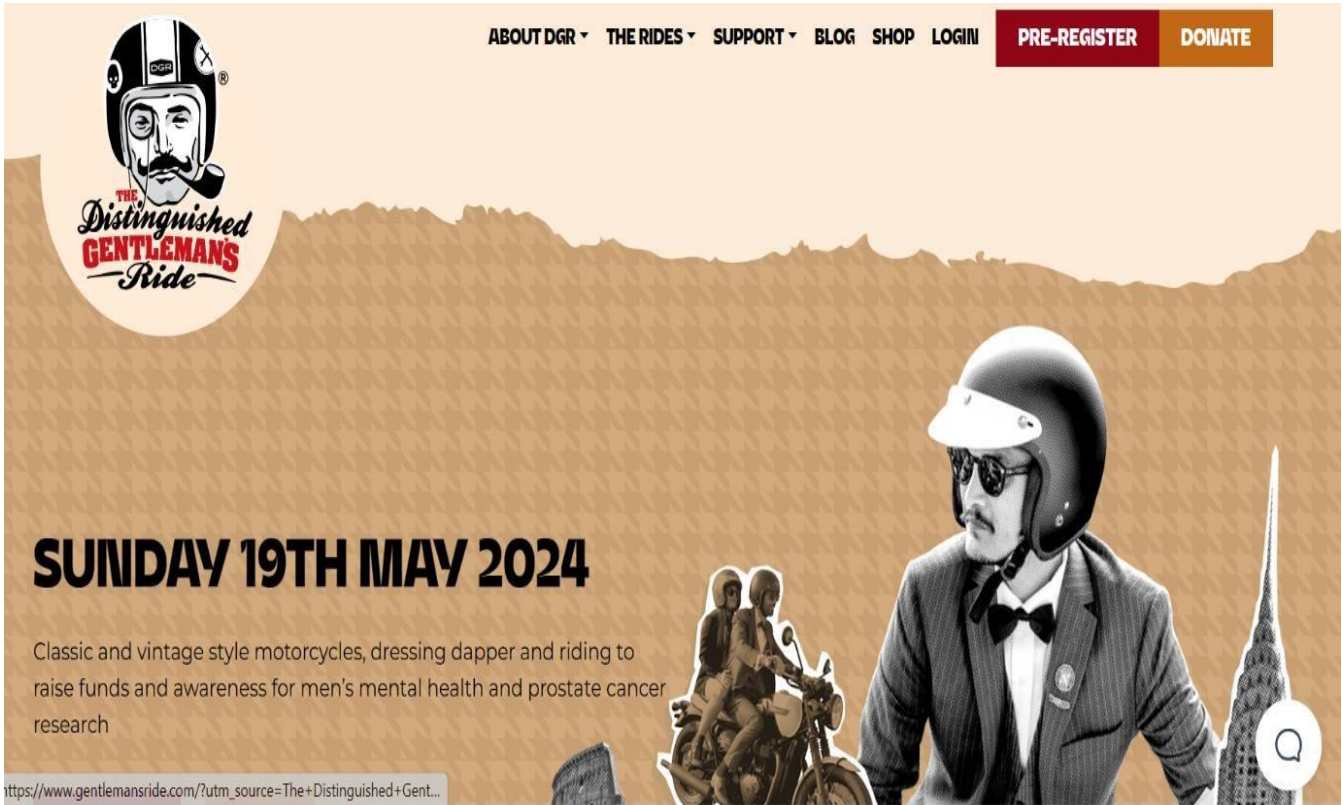 ABOUT DGR
THE RIDES
SUPPORT
BLOG
SHOP
LOGIN
PRE-REGISTER
DONATE
DGR
®
THE
Distinguished
GENTLEMAN'S
Ride
SUNDAY 19TH MAY 2024
Classic and vintage style motorcycles, dressing dapper and riding to
raise funds and awareness for men's mental health and prostate cancer
research
https://www.gentlemansride.com/?utm_source=The+Distinguished+Gent...